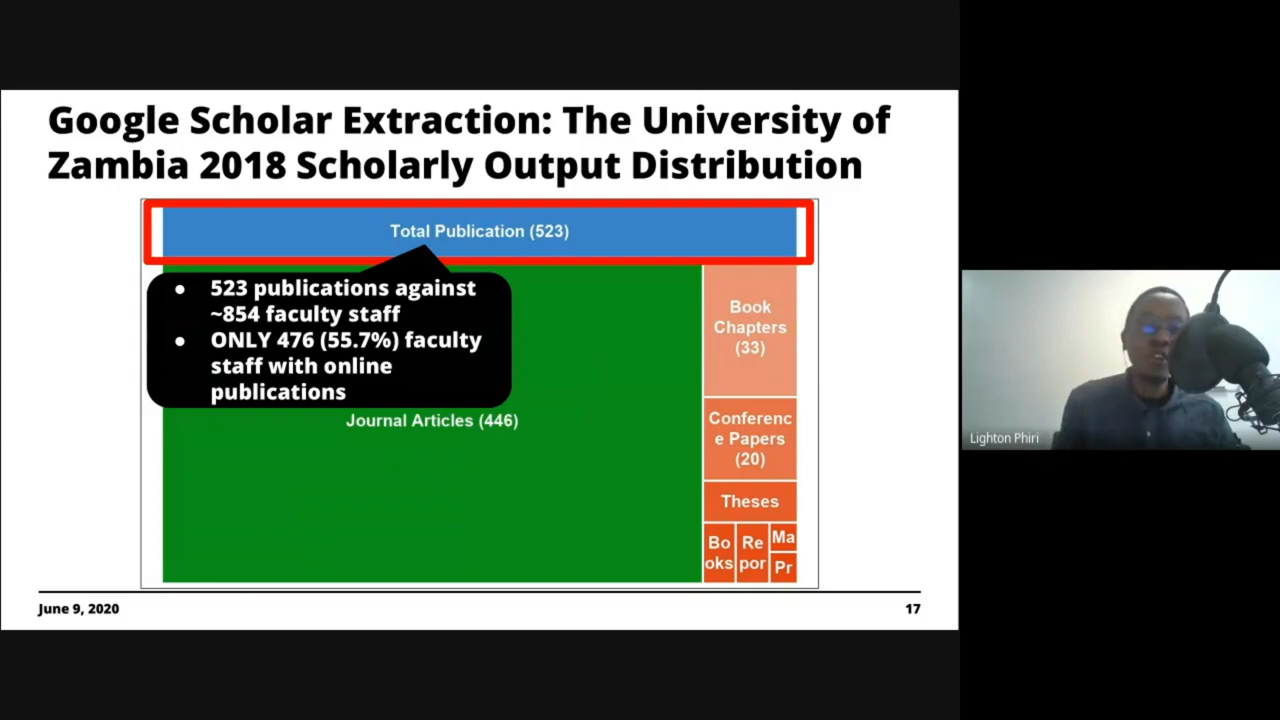 Google Scholar Extraction: The University of
Zambia 2018 Scholarly Output Distribution
Total Publication (523)
● 523 publications against
~854 faculty staff
● ONLY 476 (55.7%) faculty
staff with online
publications
Journal Articles (446)
Book
Chapters
(33)
Conferenc
e Papers
(20)
Theses
Bo
oks
Re
por
Ma
Pr
June 9, 2020
17
Lighton Phiri